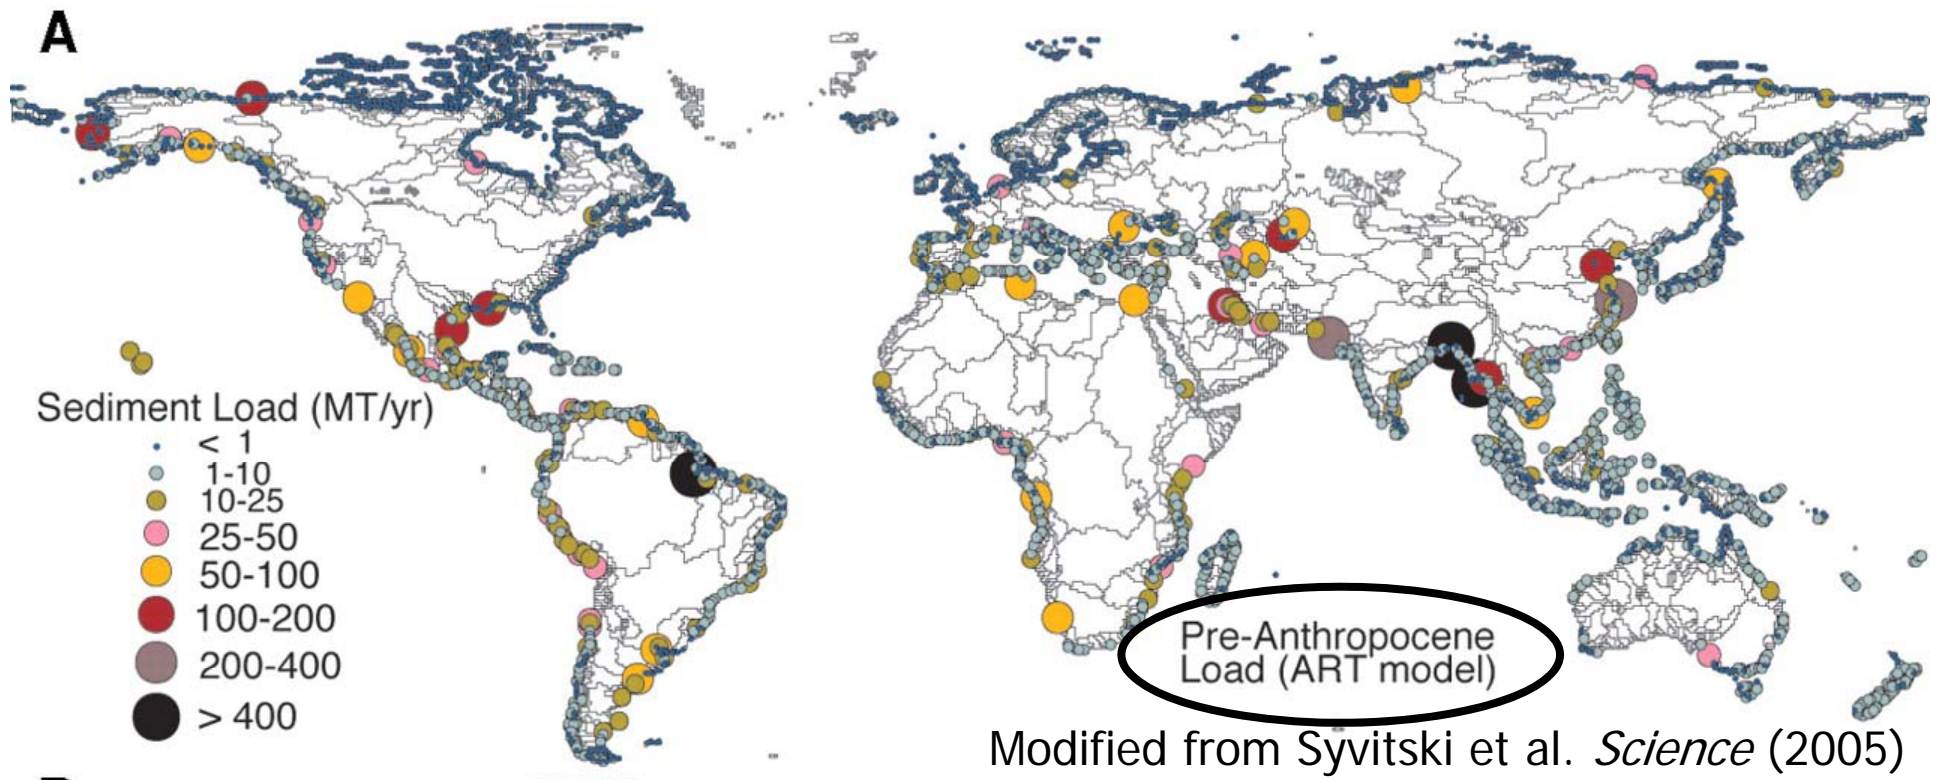 A
Sediment Load (MT/yr)
< 1
1-10
10-25
25-50
50-100
100-200
200-400
> 400
Pre-Anthropocene
Load (ART model)
Modified from Syvitski et al. Science (2005)